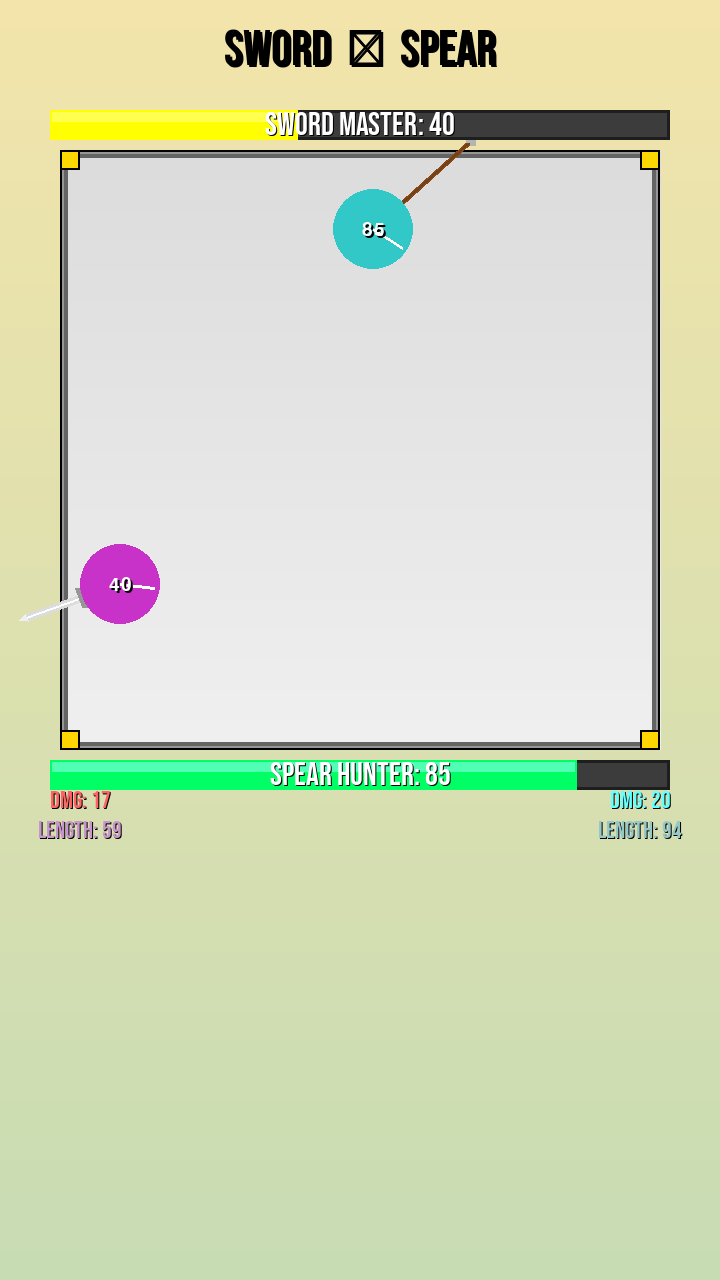 SWORD ⚔ SPEAR
SWORD MASTER: 40
85
40
SPEAR HUNTER: 85
DMG: 17
DMG: 20
LENGTH: 59
LENGTH: 94